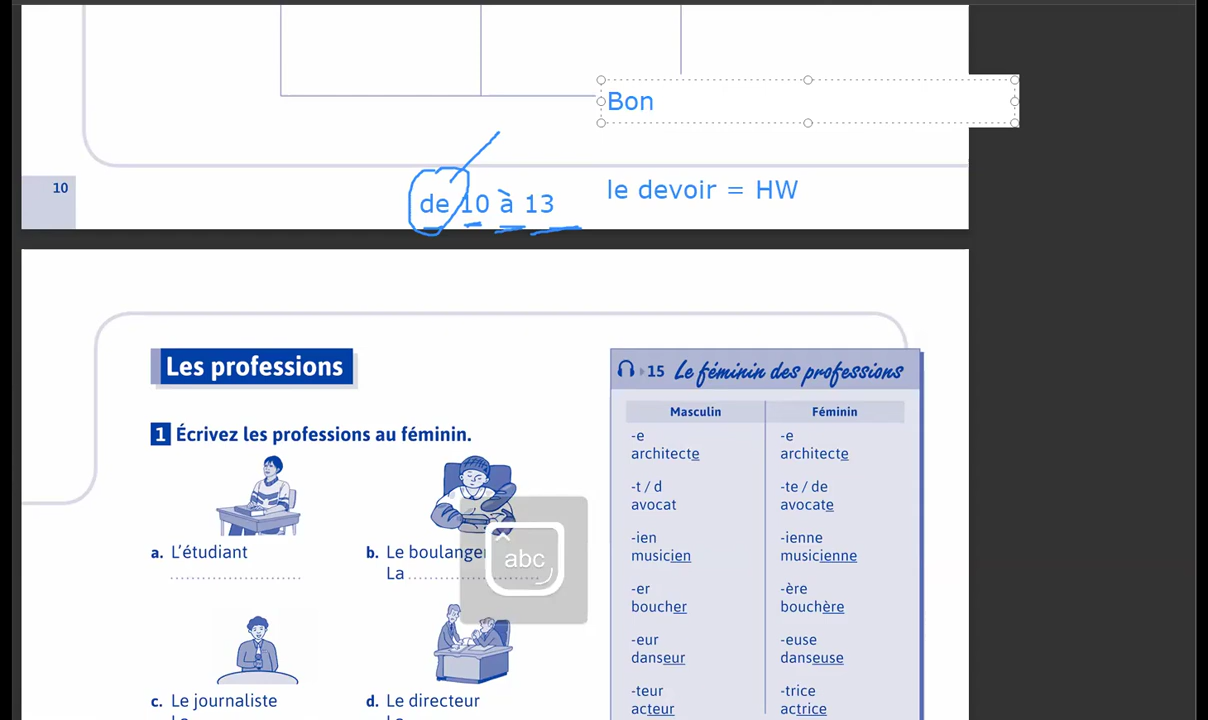 Bon
10
de 10 à 13
le devoir = HW
Les professions
1 Écrivez les professions au féminin.
a. L'étudiant
b. Le boulanger
La
c. Le journaliste
d. Le directeur
abc
15 Le féminin des professions
Masculin Féminin
-e -e
architecte architecte
-t / d -te / de
avocat avocate
-ien -ienne
musicien musicienne
-er -ère
boucher bouchère
-eur -euse
danseur danseuse
-teur -trice
acteur actrice